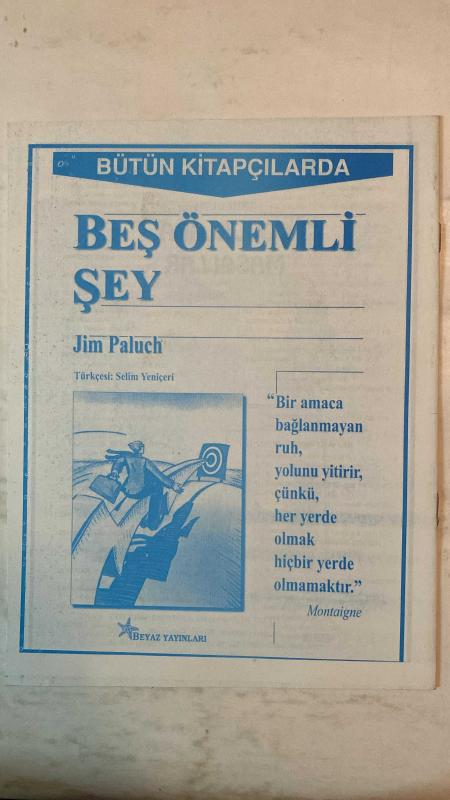 BÜTÜN KİTAPÇILARDA
BEŞ ÖNEMLİ
ŞEY
Jim Paluch
Türkçesi: Selim Yeniçeri
“Bir amaca
bağlanmayan
ruh,
yolunu yitirir,
çünkü,
her yerde
olmak
hiçbir yerde
olmamaktır.”
Montaigne
BEYAZ YAYINLARI